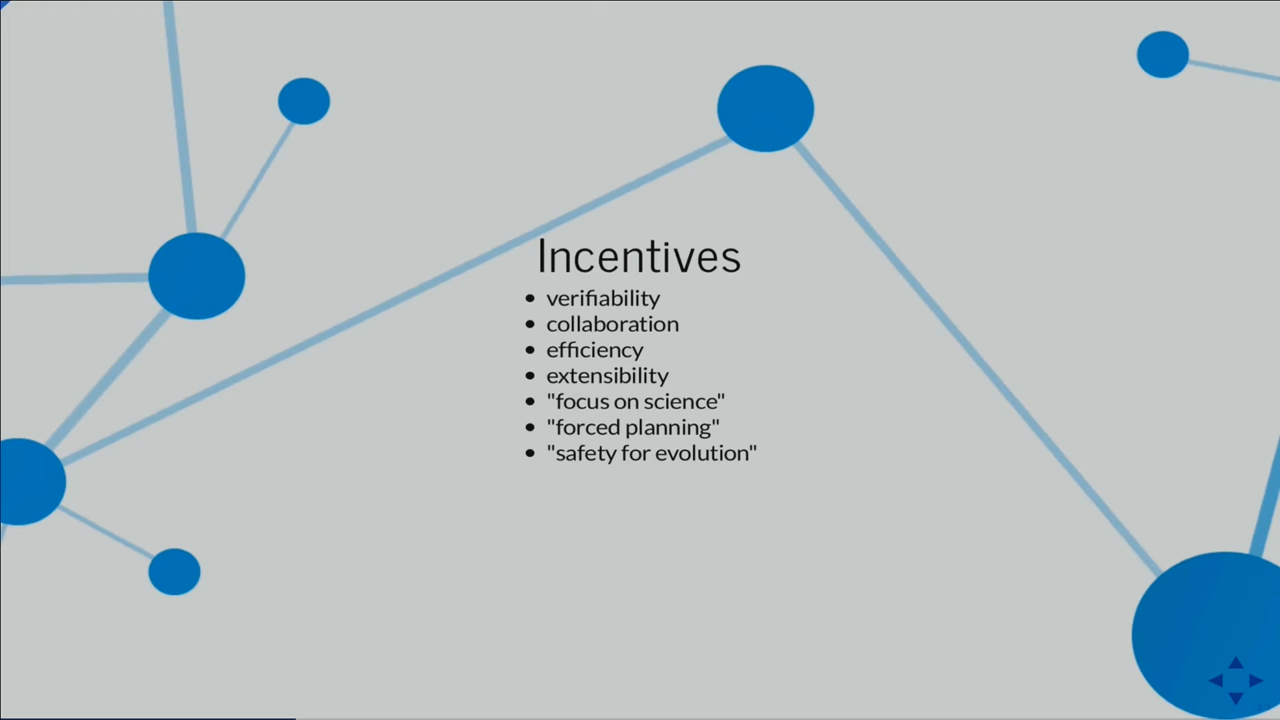 Incentives
• verifiability
• collaboration
• efficiency
• extensibility
• "focus on science"
• "forced planning"
• "safety for evolution"